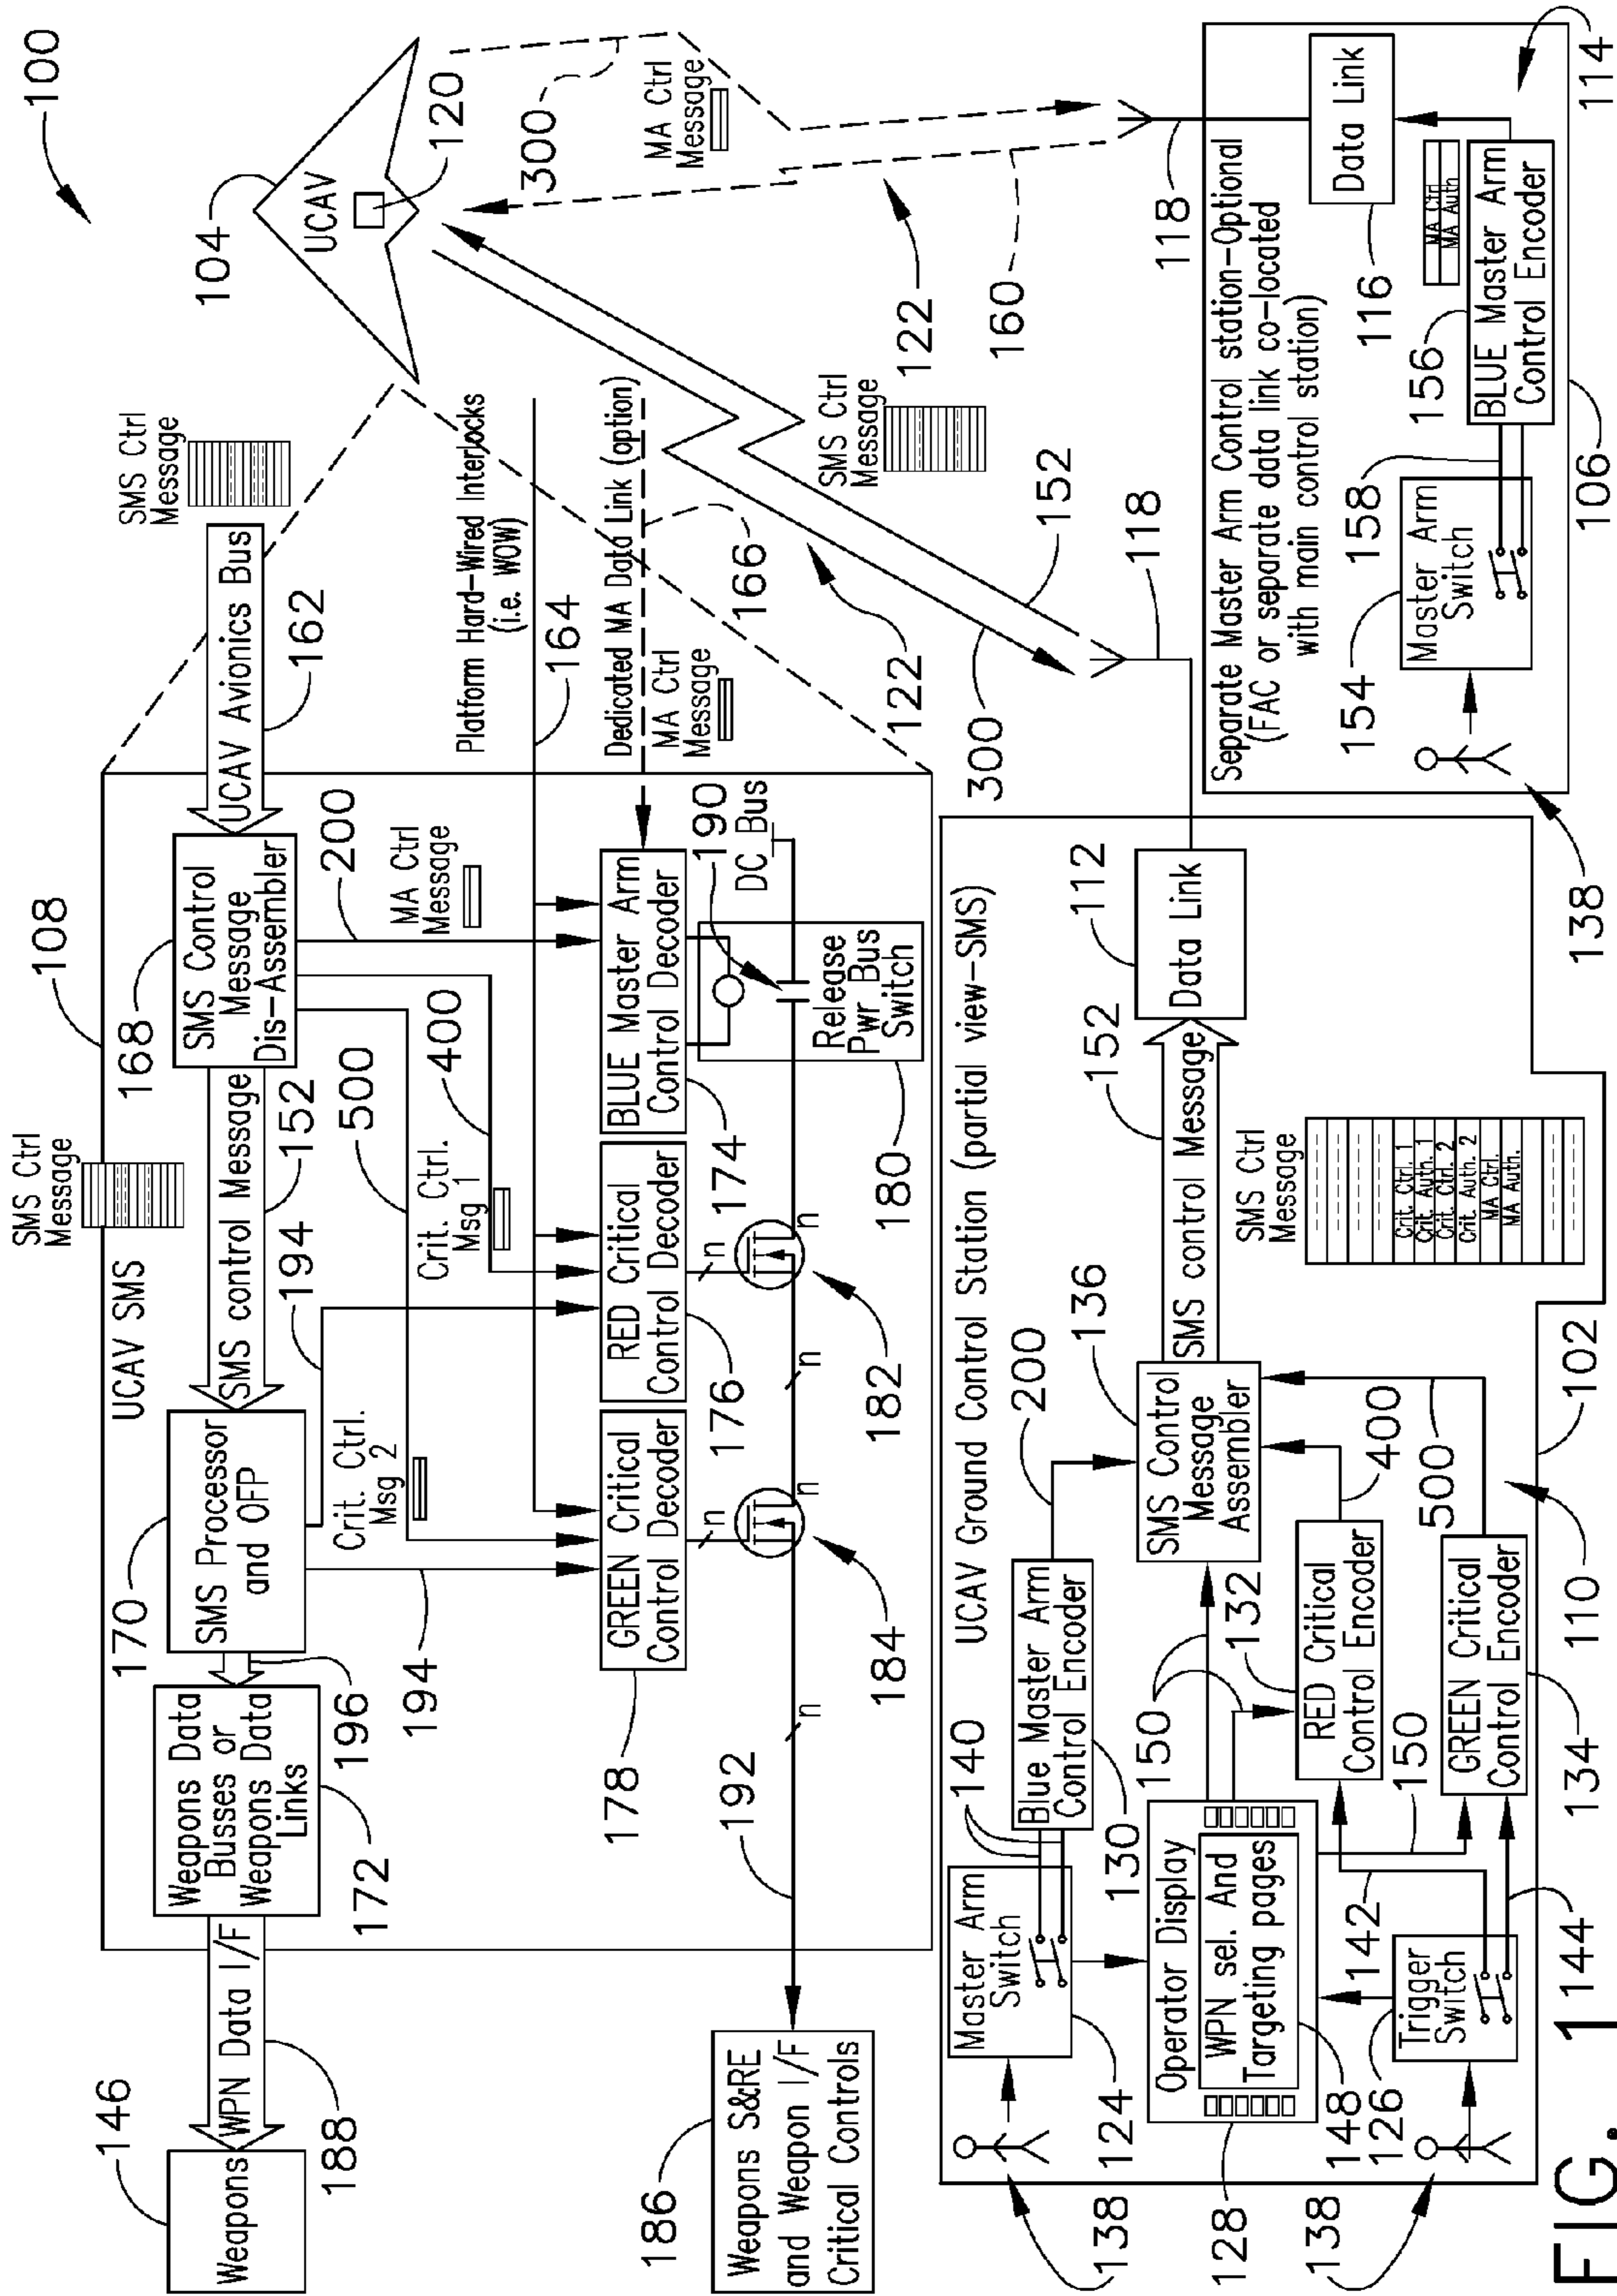 100
108
SMS Ctrl
Message
UCAV SMS
146
Weapons
WPN Data I/F
188
172
Weapons Data
Busses or
Weapons Data
Links
196
170
SMS Processor
and OFP
SMS control Message
152
168
SMS Control
Message
Dis-Assembler
UCAV Avionics Bus
162
SMS Ctrl
Message
104
UCAV
120
194
194
Crit. Ctrl.
Msg 2
500
Crit. Ctrl.
Msg 1
400
200
MA Ctrl
Message
Platform Hard-Wired Interlocks
(i.e. WOW)
164
Dedicated MA Data Link (option)
MA Ctrl
Message
166
178
GREEN Critical
Control Decoder
176
RED Critical
Control Decoder
174
BLUE Master Arm
Control Decoder
190
DC Bus
Release
Pwr Bus
Switch
180
n
n
n
n
n
n
182
184
192
186
Weapons S&RE
and Weapon I/F
Critical Controls
300
MA Ctrl
Message
SMS Ctrl
Message
122
122
160
152
300
118
118
UCAV Ground Control Station (partial view-SMS)
138
124
Master Arm
Switch
140
Blue Master Arm
Control Encoder
130
200
136
SMS Control
Message
Assembler
SMS control Message
152
112
Data Link
128
Operator Display
WPN sel. And
Targeting pages
148
150
132
RED Critical
Control Encoder
400
SMS Ctrl
Message
Crit. Ctrl. 1
Crit. Auth. 1
Crit. Ctrl. 2
Crit. Auth. 2
MA Ctrl.
MA Auth.
138
126
Trigger
Switch
142
144
150
GREEN Critical
Control Encoder
134
500
110
102
Separate Master Arm Control station-Optional
(FAC or separate data link co-located
with main control station)
154
Master Arm
Switch
158
156
BLUE Master Arm
Control Encoder
MA Ctrl
MA Auth
116
Data Link
138
106
114
FIG. 1